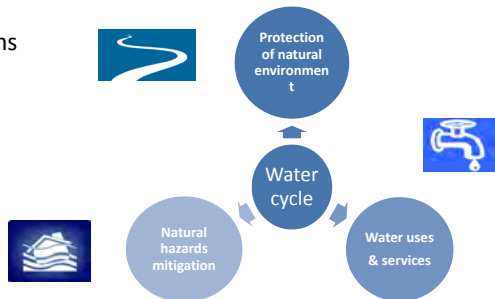 ns
Protection
of natural
environmen
t
Water
cycle
Natural
hazards
mitigation
Water uses
& services